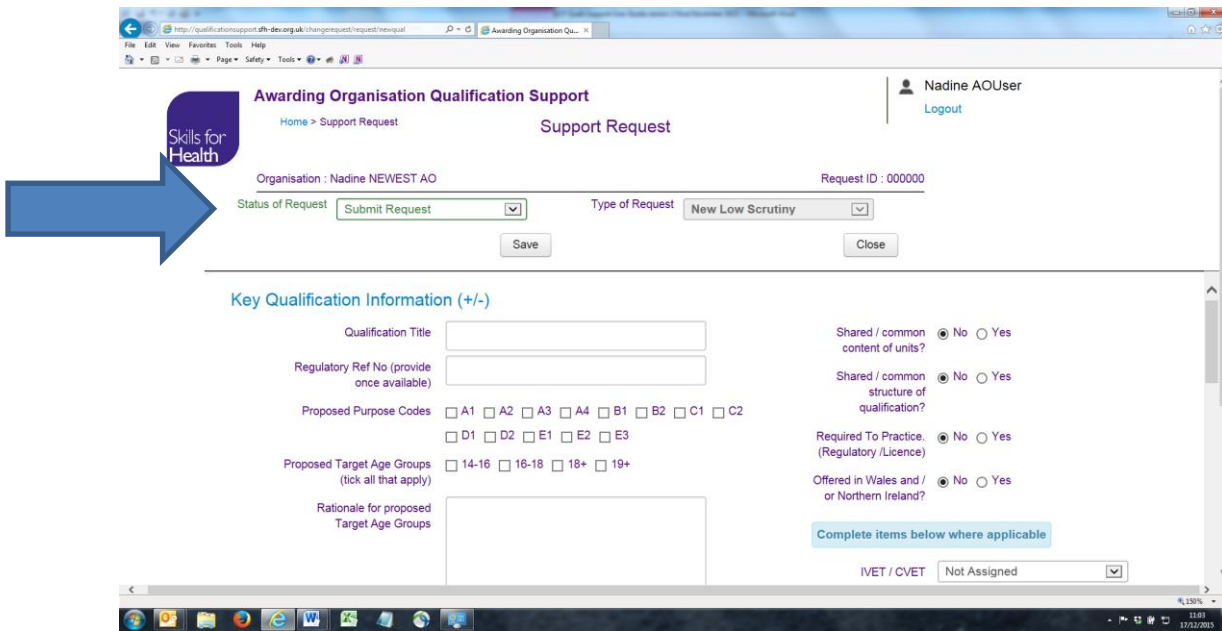 http://qualificationsupport.sfh-dev.org.uk/changerequest/request/newqual
Awarding Organisation Qu...
File Edit View Favorites Tools Help
Page Safety Tools
Awarding Organisation Qualification Support
Nadine AOUser
Logout
Home > Support Request
Support Request
Skills for
Health
Organisation : Nadine NEWEST AO
Request ID : 000000
Status of Request Submit Request
Type of Request New Low Scrutiny
Save
Close
Key Qualification Information (+/-)
Qualification Title
Regulatory Ref No (provide
once available)
Proposed Purpose Codes A1 A2 A3 A4 B1 B2 C1 C2
D1 D2 E1 E2 E3
Proposed Target Age Groups 14-16 16-18 18+ 19+
(tick all that apply)
Rationale for proposed
Target Age Groups
Shared / common No Yes
content of units?
Shared / common No Yes
structure of
qualification?
Required To Practice. No Yes
(Regulatory /Licence)
Offered in Wales and / No Yes
or Northern Ireland?
Complete items below where applicable
IVET / CVET Not Assigned
150%
11:03
17/12/2015